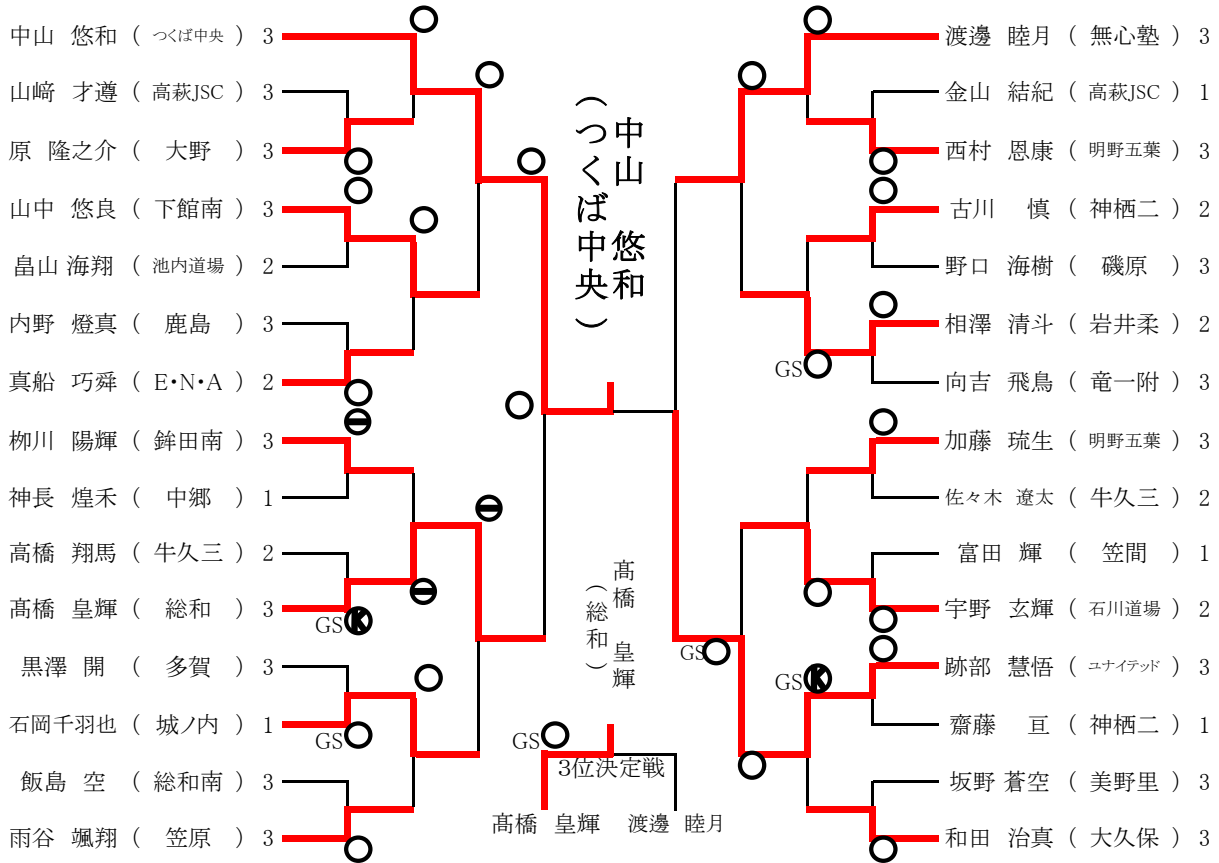 中山 悠和 ( つくば中央 ) 3
山﨑 才遵 ( 高萩JSC ) 3
原 隆之介 ( 大野 ) 3
山中 悠良 ( 下館南 ) 3
畠山 海翔 ( 池内道場 ) 2
内野 燈真 ( 鹿島 ) 3
真船 巧舜 ( E・N・A ) 2
栁川 陽輝 ( 鉾田南 ) 3
神長 煌禾 ( 中郷 ) 1
高橋 翔馬 ( 牛久三 ) 2
髙橋 皇輝 ( 総和 ) 3
GS
黒澤 開 ( 多賀 ) 3
石岡千羽也 ( 城ノ内 ) 1
GS
飯島 空 ( 総和南 ) 3
雨谷 颯翔 ( 笠原 ) 3
中山 悠和
(つくば中央)
髙橋 皇輝
(総和)
GS
3位決定戦
髙橋 皇輝 渡邊 睦月
渡邊 睦月 ( 無心塾 ) 3
金山 結紀 ( 高萩JSC ) 1
西村 恩康 ( 明野五葉 ) 3
古川 慎 ( 神栖二 ) 2
野口 海樹 ( 磯原 ) 3
相澤 清斗 ( 岩井柔 ) 2
GS
向吉 飛鳥 ( 竜一附 ) 3
加藤 琉生 ( 明野五葉 ) 3
佐々木 遼太 ( 牛久三 ) 2
富田 輝 ( 笠間 ) 1
宇野 玄輝 ( 石川道場 ) 2
GS
跡部 慧悟 ( ユナイテッド ) 3
GS
齋藤 亘 ( 神栖二 ) 1
坂野 蒼空 ( 美野里 ) 3
和田 治真 ( 大久保 ) 3